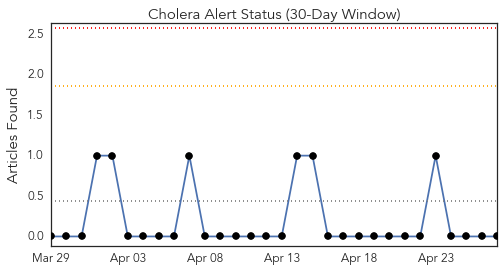 Cholera Alert Status (30-Day Window)
Articles Found
2.5
2.0
1.5
1.0
0.5
0.0
Mar 29 Apr 03 Apr 08 Apr 13 Apr 18 Apr 23